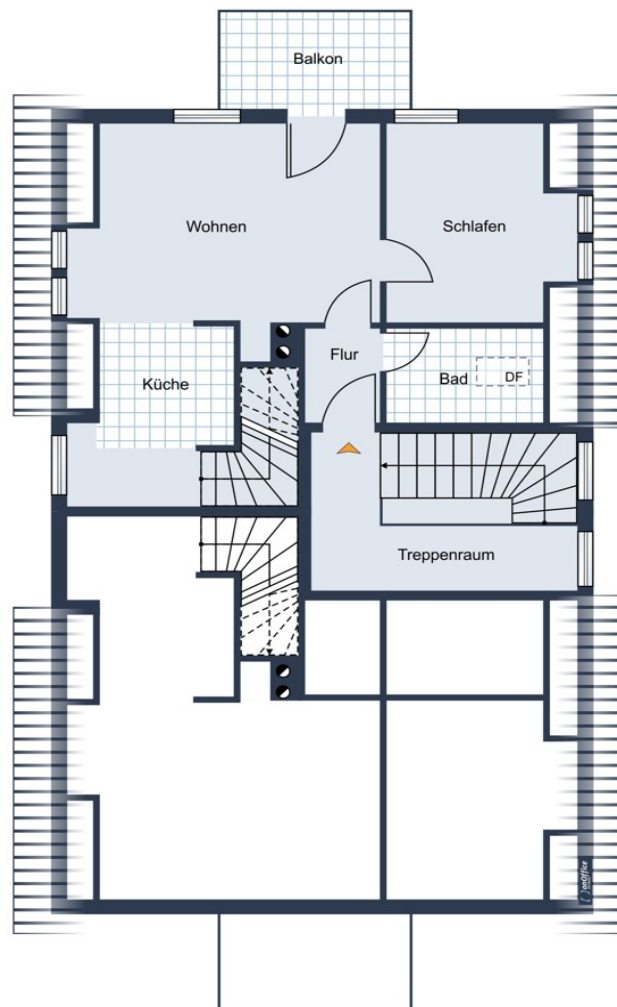 Balkon
Wohnen
Schlafen
Flur
Küche
Bad
DF
Treppenraum
onOffice